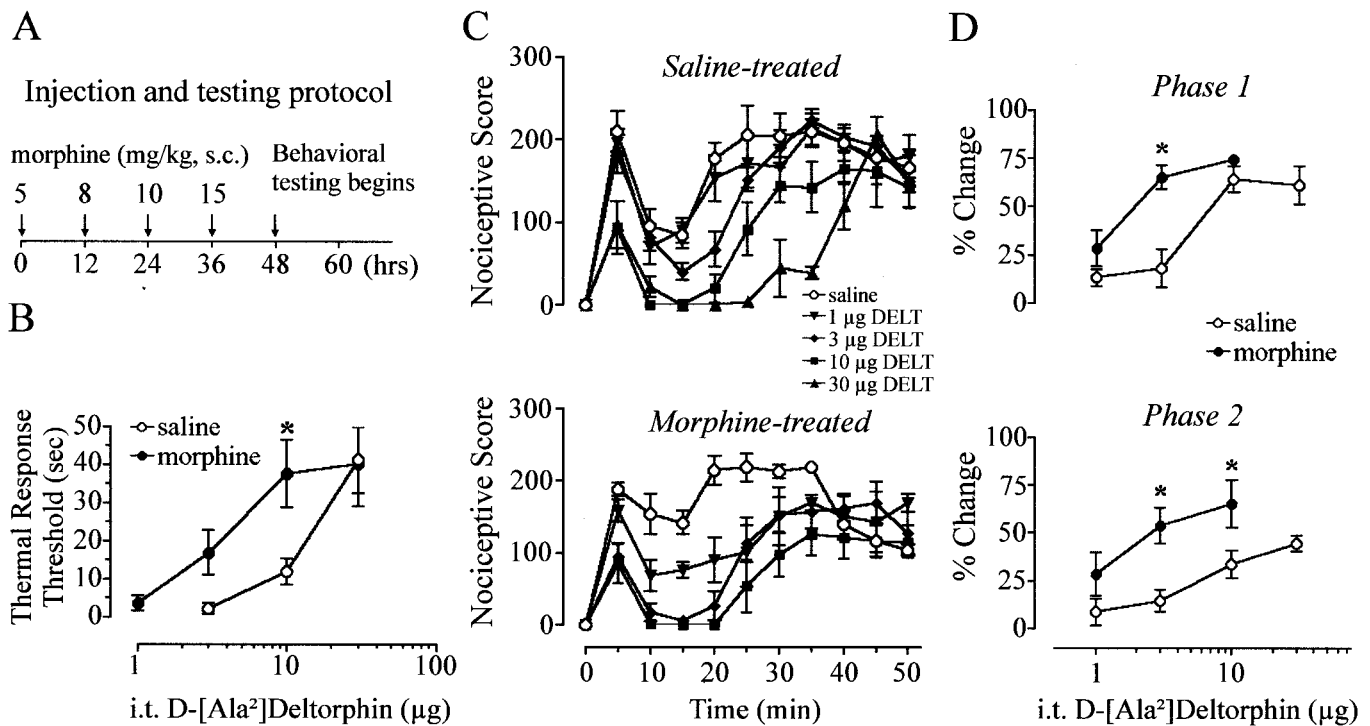 A
Injection and testing protocol
morphine (mg/kg, s.c.)
Behavioral
testing begins
5 8 10 15
0 12 24 36 48 60 (hrs)
B
Thermal Response
Threshold (sec)
50
40
30
20
10
0
saline
morphine
*
1 10 100
i.t. D-[Ala²]Deltorphin (µg)
C
Saline-treated
Nociceptive Score
300
200
100
0
saline
1 µg DELT
3 µg DELT
10 µg DELT
30 µg DELT
Morphine-treated
Nociceptive Score
300
200
100
0
0 10 20 30 40 50
Time (min)
D
Phase 1
% Change
100
75
50
25
0
*
saline
morphine
Phase 2
% Change
100
75
50
25
0
* *
1 10
i.t. D-[Ala²]Deltorphin (µg)